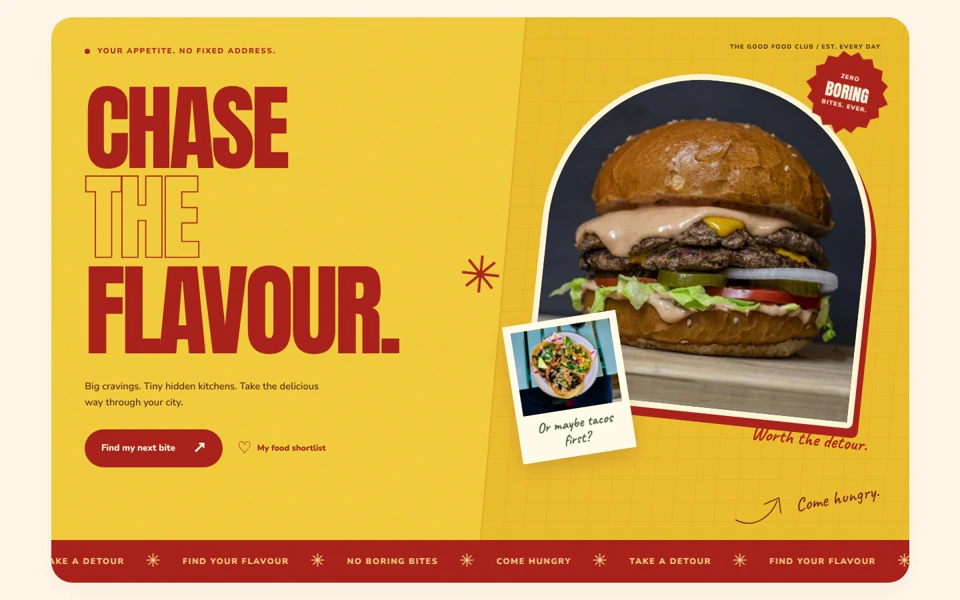 YOUR APPETITE. NO FIXED ADDRESS.
THE GOOD FOOD CLUB / EST. EVERY DAY
ZERO
BORING
BITES. EVER.
CHASE
THE
FLAVOUR.
Big cravings. Tiny hidden kitchens. Take the delicious
way through your city.
Find my next bite
My food shortlist
Or maybe tacos
first?
Worth the detour.
Come hungry.
AKE A DETOUR FIND YOUR FLAVOUR NO BORING BITES COME HUNGRY TAKE A DETOUR FIND YOUR FLAVOUR